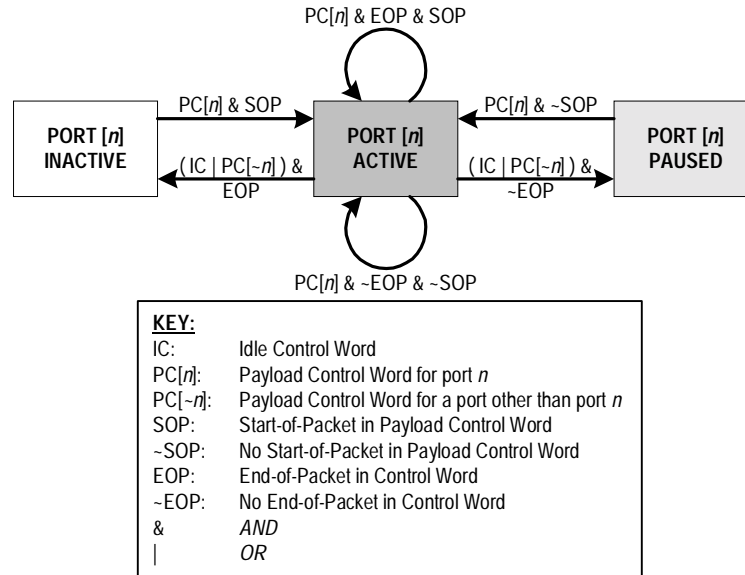 PC[n] & EOP & SOP
PC[n] & SOP
PC[n] & ~SOP
PORT [n]
INACTIVE
PORT [n]
ACTIVE
PORT [n]
PAUSED
( IC | PC[~n] ) &
EOP
( IC | PC[~n] ) &
~EOP
PC[n] & ~EOP & ~SOP
KEY:
IC: Idle Control Word
PC[n]: Payload Control Word for port n
PC[~n]: Payload Control Word for a port other than port n
SOP: Start-of-Packet in Payload Control Word
~SOP: No Start-of-Packet in Payload Control Word
EOP: End-of-Packet in Control Word
~EOP: No End-of-Packet in Control Word
& AND
| OR